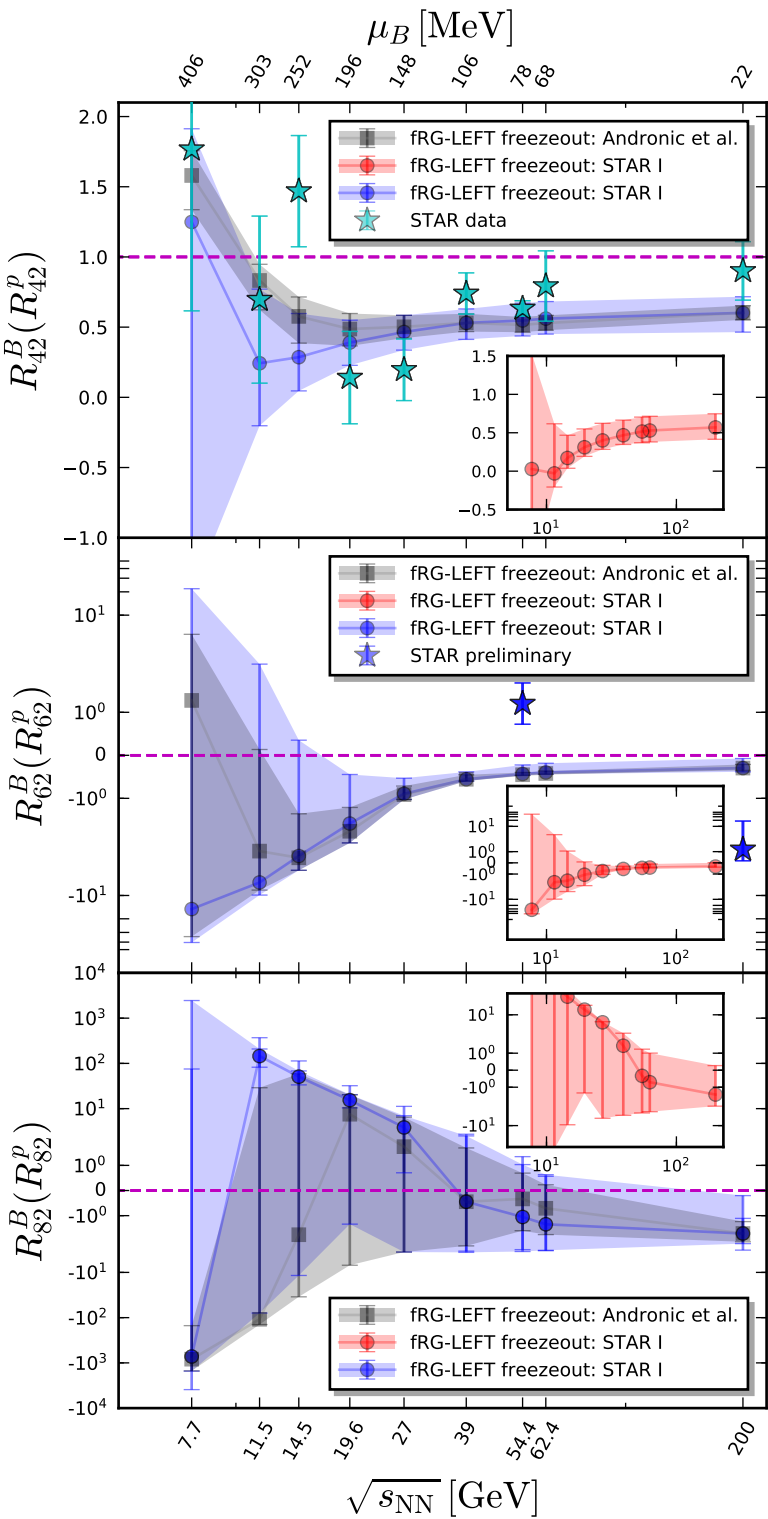 μ_B [MeV]
406 303 252 196 148 106 78 68 22
R^B_42(R^p_42)
2.0
1.5
1.0
0.5
0.0
−0.5
−1.0
fRG-LEFT freezeout: Andronic et al.
fRG-LEFT freezeout: STAR I
fRG-LEFT freezeout: STAR I
STAR data
1.5
1.0
0.5
0.0
−0.5
10^1 10^2
R^B_62(R^p_62)
10^1
10^0
0
-10^0
-10^1
fRG-LEFT freezeout: Andronic et al.
fRG-LEFT freezeout: STAR I
fRG-LEFT freezeout: STAR I
STAR preliminary
10^1
10^0
0
-10^0
-10^1
10^1 10^2
R^B_82(R^p_82)
10^4
10^3
10^2
10^1
10^0
0
-10^0
-10^1
-10^2
-10^3
-10^4
10^1
10^0
0
-10^0
-10^1
10^1 10^2
fRG-LEFT freezeout: Andronic et al.
fRG-LEFT freezeout: STAR I
fRG-LEFT freezeout: STAR I
7.7 11.5 14.5 19.6 27 39 54.4 62.4 200
√s_NN [GeV]